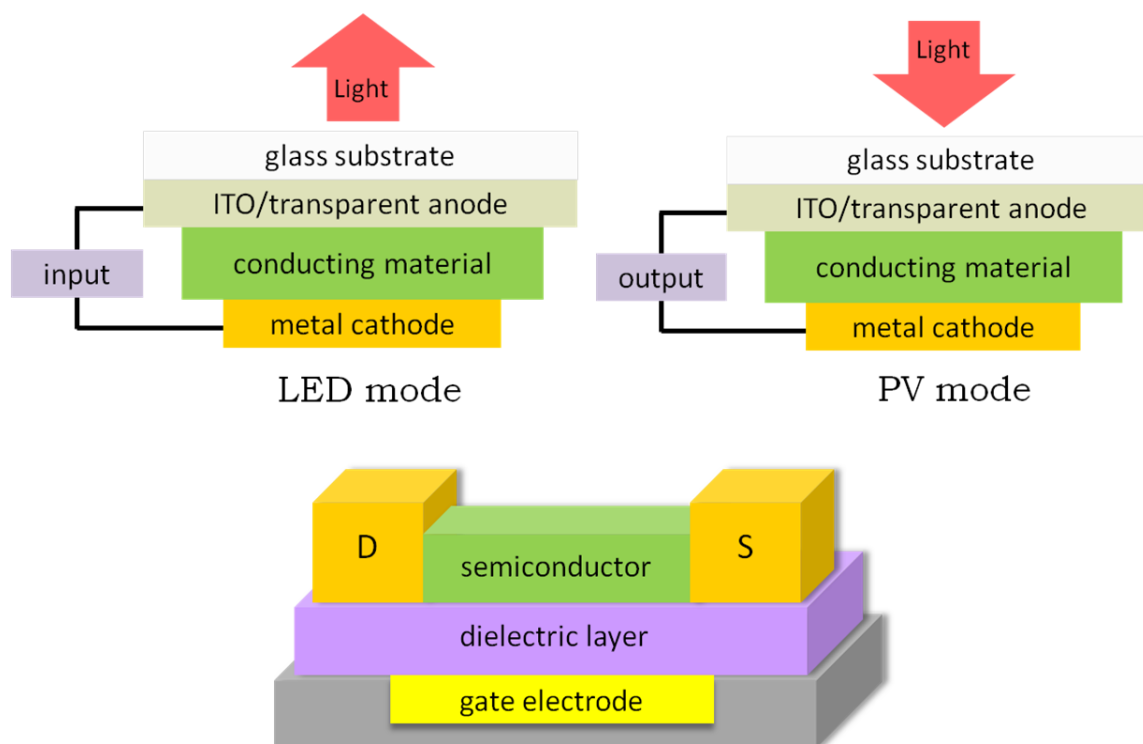 Light
glass substrate
ITO/transparent anode
input
conducting material
metal cathode
LED mode
Light
glass substrate
ITO/transparent anode
output
conducting material
metal cathode
PV mode
D
S
semiconductor
dielectric layer
gate electrode